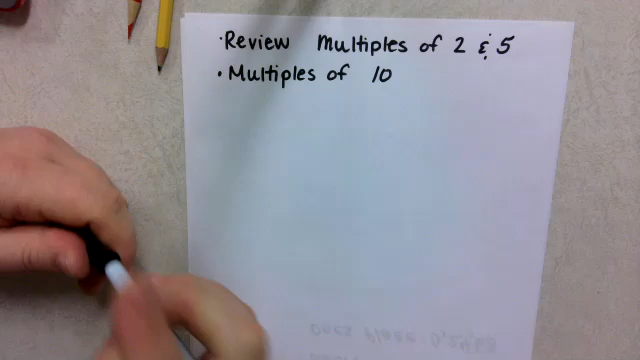 ·Review Multiples of 2 & 5
• Multiples of 10